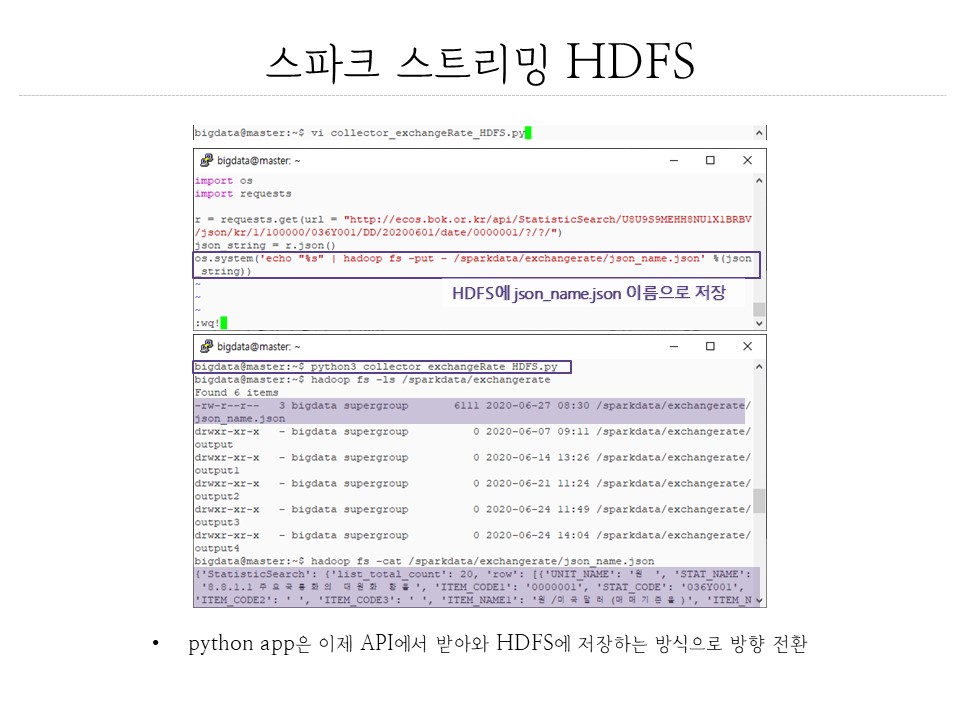 스파크 스트리밍 HDFS
bigdata@master:~$ vi collector_exchangeRate_HDFS.py
bigdata@master: ~
import os
import requests
r = requests.get(url = "http://ecos.bok.or.kr/api/StatisticSearch/U8U9S9MEHH8NU1X1BRBV
/json/kr/1/100000/036Y001/DD/20200601/date/0000001/?/?/")
json_string = r.json()
os.system('echo "%s" | hadoop fs -put - /sparkdata/exchangerate/json_name.json' %(json
_string))
~
~
~
HDFS에 json_name.json 이름으로 저장
:wq!
bigdata@master: ~
bigdata@master:~$ python3 collector_exchangeRate_HDFS.py
bigdata@master:~$ hadoop fs -ls /sparkdata/exchangerate
Found 6 items
-rw-r--r-- 3 bigdata supergroup 6111 2020-06-27 08:30 /sparkdata/exchangerate/
json_name.json
drwxr-xr-x - bigdata supergroup 0 2020-06-07 09:11 /sparkdata/exchangerate/
output
drwxr-xr-x - bigdata supergroup 0 2020-06-14 13:26 /sparkdata/exchangerate/
output1
drwxr-xr-x - bigdata supergroup 0 2020-06-21 11:24 /sparkdata/exchangerate/
output2
drwxr-xr-x - bigdata supergroup 0 2020-06-24 11:49 /sparkdata/exchangerate/
output3
drwxr-xr-x - bigdata supergroup 0 2020-06-24 14:04 /sparkdata/exchangerate/
output4
bigdata@master:~$ hadoop fs -cat /sparkdata/exchangerate/json_name.json
{'StatisticSearch': {'list_total_count': 20, 'row': [{'UNIT_NAME': '원 ', 'STAT_NAME':
'8.8.1.1 주요국통화의 대원화 환율', 'ITEM_CODE1': '0000001', 'STAT_CODE': '036Y001',
'ITEM_CODE2': ' ', 'ITEM_CODE3': ' ', 'ITEM_NAME1': '원/미국달러(매매기준율)', 'ITEM_N
• python app은 이제 API에서 받아와 HDFS에 저장하는 방식으로 방향 전환